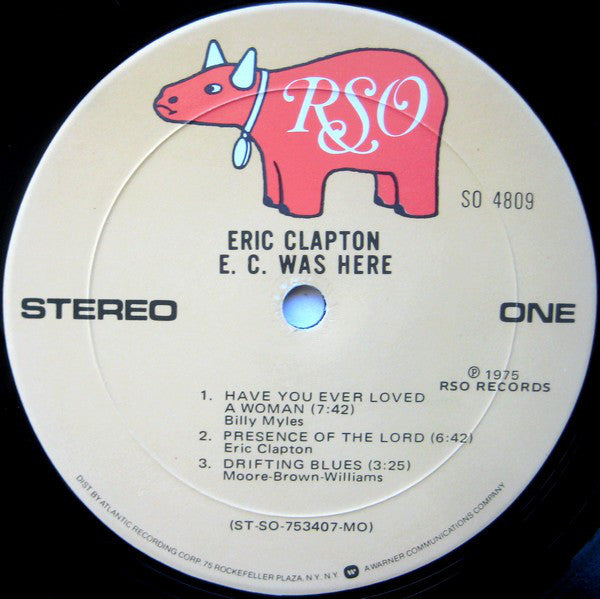 RSO
SO 4809
ERIC CLAPTON
E. C. WAS HERE
STEREO
ONE
℗ 1975
RSO RECORDS
1. HAVE YOU EVER LOVED
A WOMAN (7:42)
Billy Myles
2. PRESENCE OF THE LORD (6:42)
Eric Clapton
3. DRIFTING BLUES (3:25)
Moore-Brown-Williams
(ST-SO-753407-MO)
DIST BY ATLANTIC RECORDING CORP 75 ROCKEFELLER PLAZA, N.Y. N.Y. W A WARNER COMMUNICATIONS COMPANY